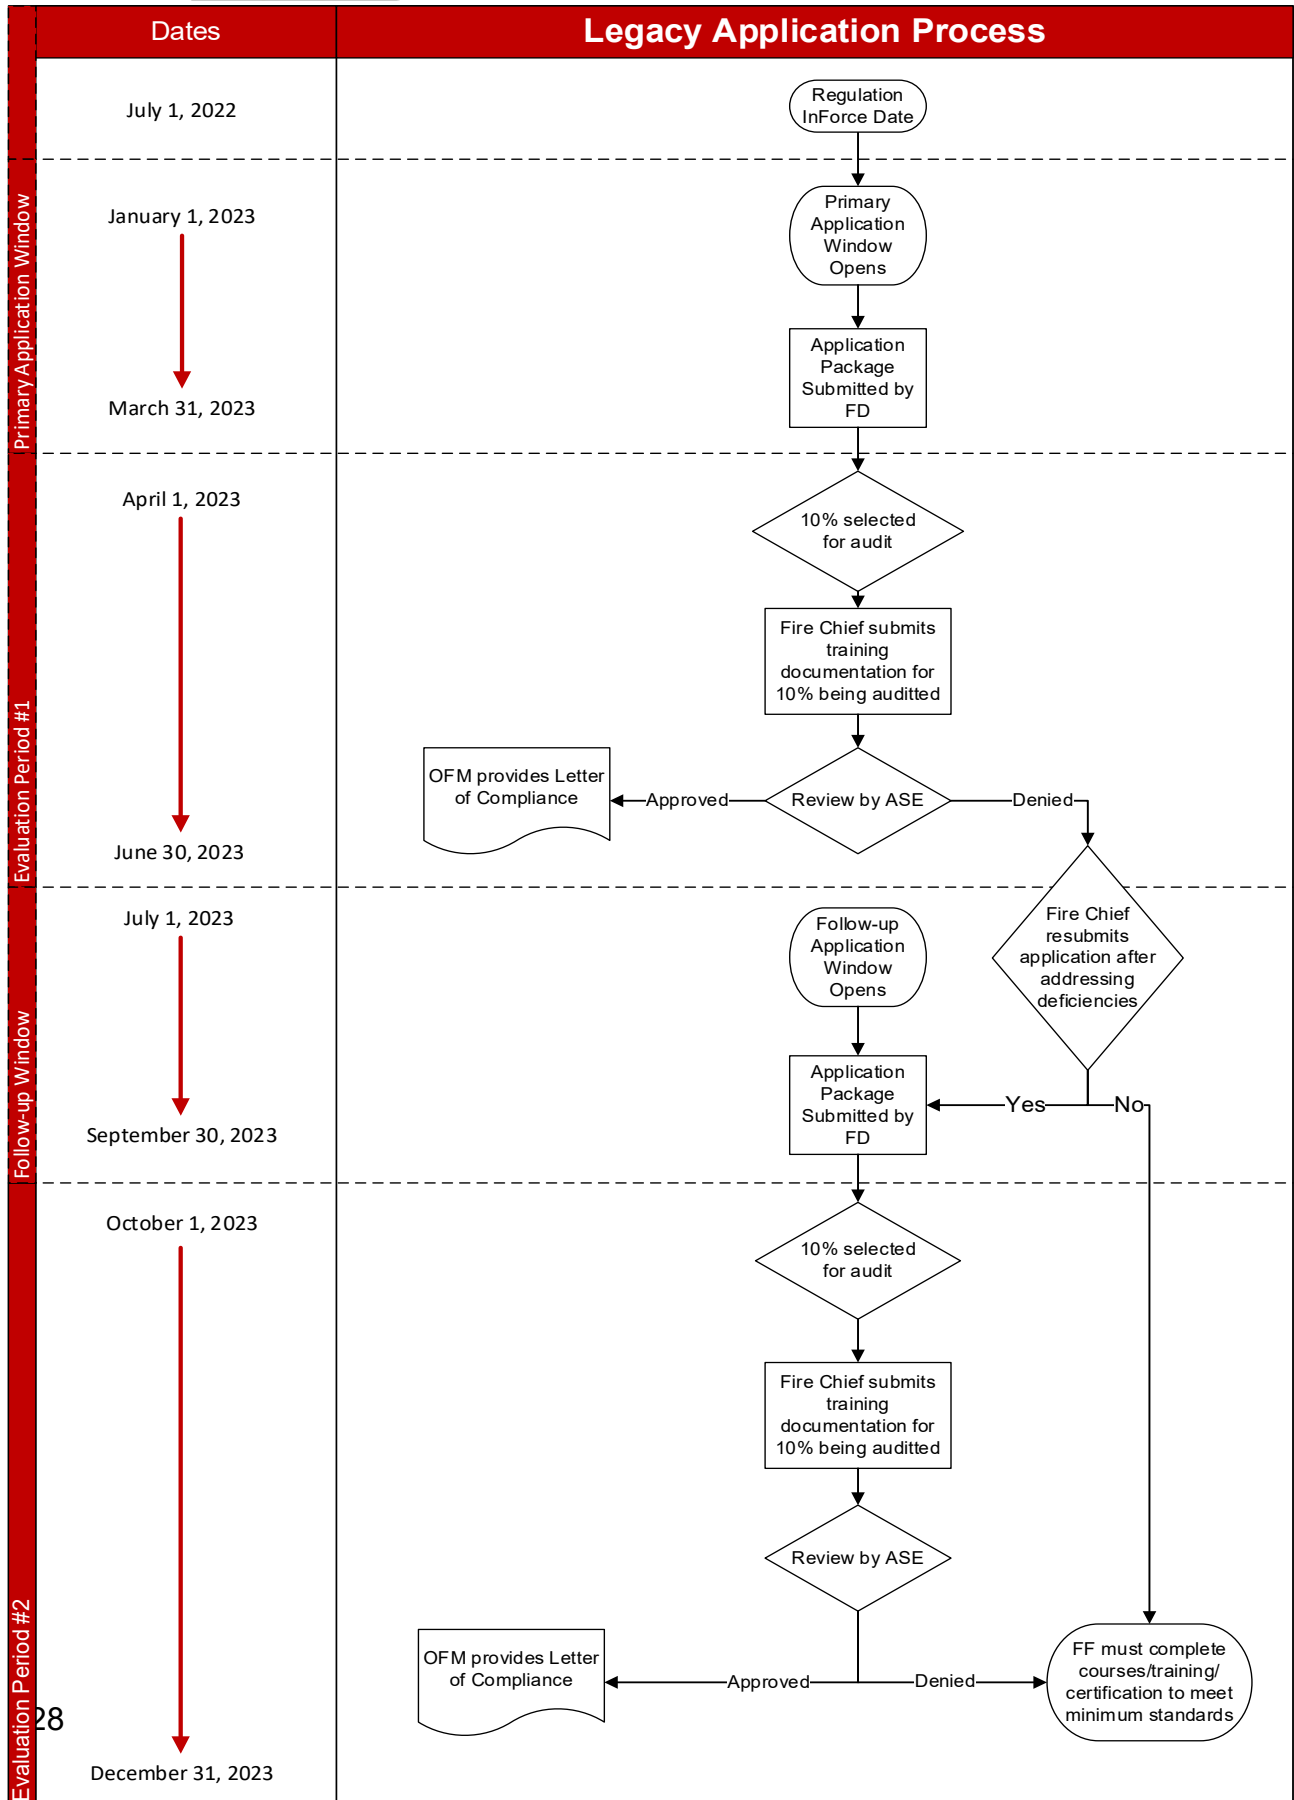 Dates
Legacy Application Process
July 1, 2022
Regulation
InForce Date
Primary Application Window
January 1, 2023
March 31, 2023
Primary
Application
Window
Opens
Application
Package
Submitted by
FD
Evaluation Period #1
April 1, 2023
June 30, 2023
10% selected
for audit
Fire Chief submits
training
documentation for
10% being auditted
Review by ASE
Approved
OFM provides Letter
of Compliance
Denied
Fire Chief
resubmits
application after
addressing
deficiencies
Follow-up Window
July 1, 2023
September 30, 2023
Follow-up
Application
Window
Opens
Application
Package
Submitted by
FD
Yes
No
Evaluation Period #2
October 1, 2023
December 31, 2023
10% selected
for audit
Fire Chief submits
training
documentation for
10% being auditted
Review by ASE
Approved
OFM provides Letter
of Compliance
Denied
FF must complete
courses/training/
certification to meet
minimum standards
28